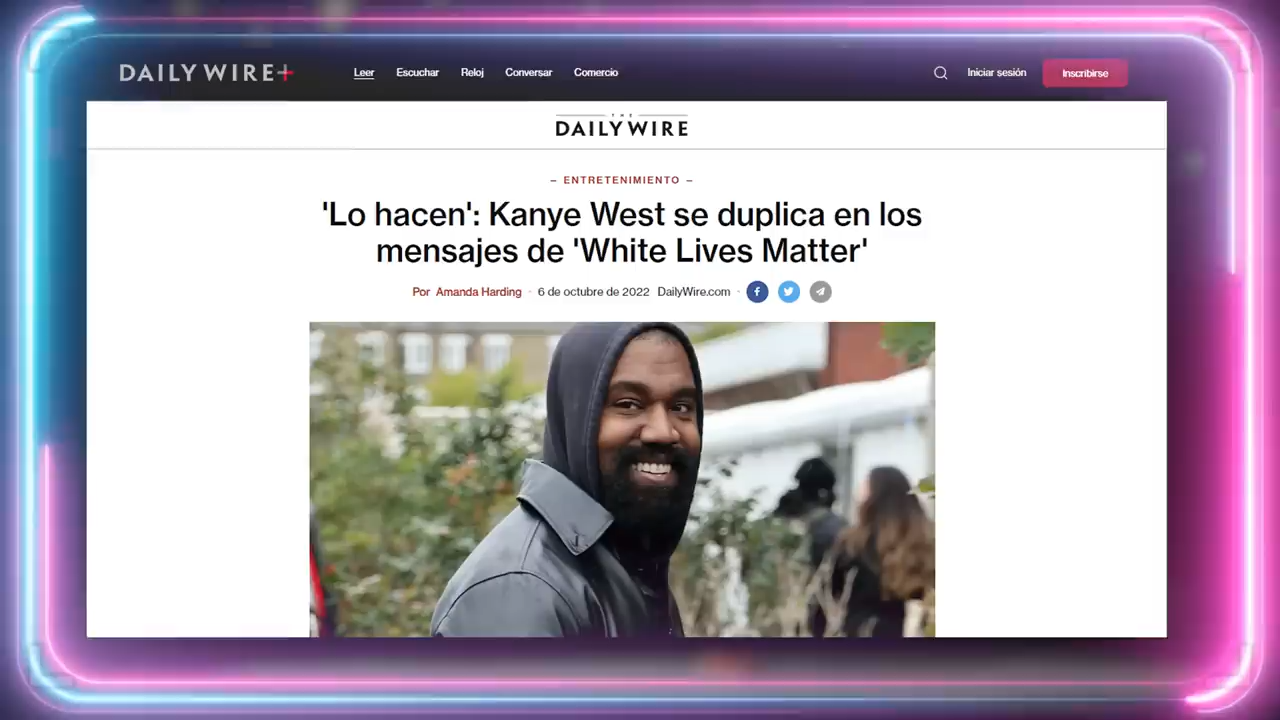 DAILY WIRE+
Leer Escuchar Reloj Conversar Comercio Iniciar sesión Inscribirse
THE
DAILY WIRE
– ENTRETENIMIENTO –
'Lo hacen': Kanye West se duplica en los
mensajes de 'White Lives Matter'
Por Amanda Harding · 6 de octubre de 2022 DailyWire.com ·